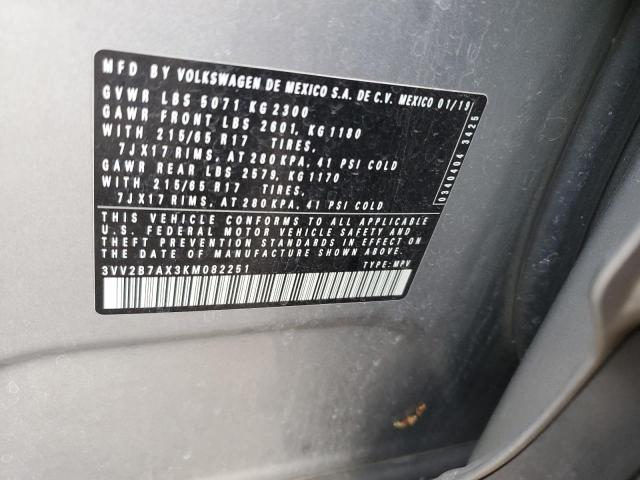 MFD BY VOLKSWAGEN DE MEXICO S.A. DE C.V. MEXICO 01/19
GVWR LBS 5071 KG 2300
GAWR FRONT LBS 2601, KG 1180
WITH 215/65 R17 TIRES,
7JX17 RIMS, AT 280 KPA, 41 PSI COLD
GAWR REAR LBS 2579, KG 1170
WITH 215/65 R17 TIRES,
7JX17 RIMS, AT 280 KPA, 41 PSI COLD
THIS VEHICLE CONFORMS TO ALL APPLICABLE
U.S. FEDERAL MOTOR VEHICLE SAFETY AND
THEFT PREVENTION STANDARDS IN EFFECT ON
THE DATE OF MANUFACTURE SHOWN ABOVE.
3VV2B7AX3KM082251 TYPE: MPV
0340404 3425